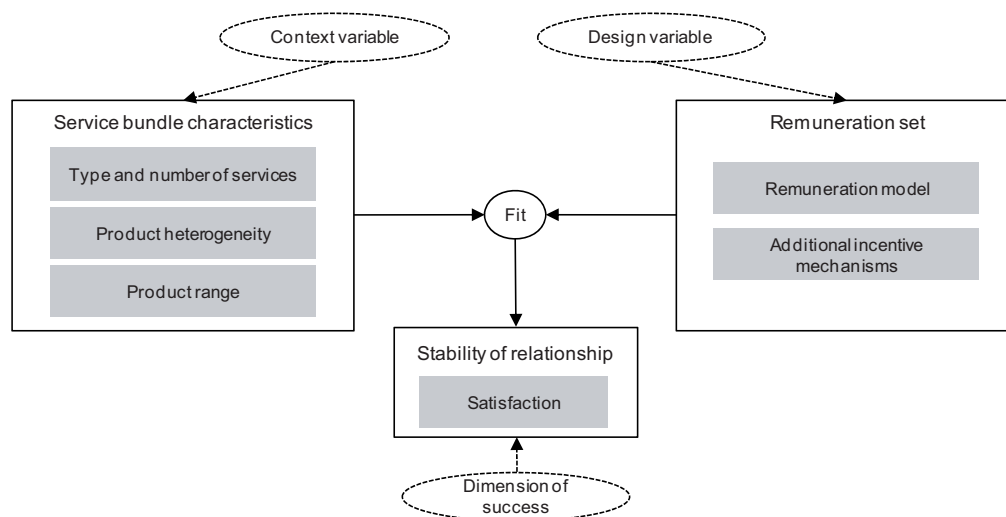 Context variable
Design variable
Service bundle characteristics
Type and number of services
Product heterogeneity
Product range
Fit
Remuneration set
Remuneration model
Additional incentive
mechanisms
Stability of relationship
Satisfaction
Dimension of
success